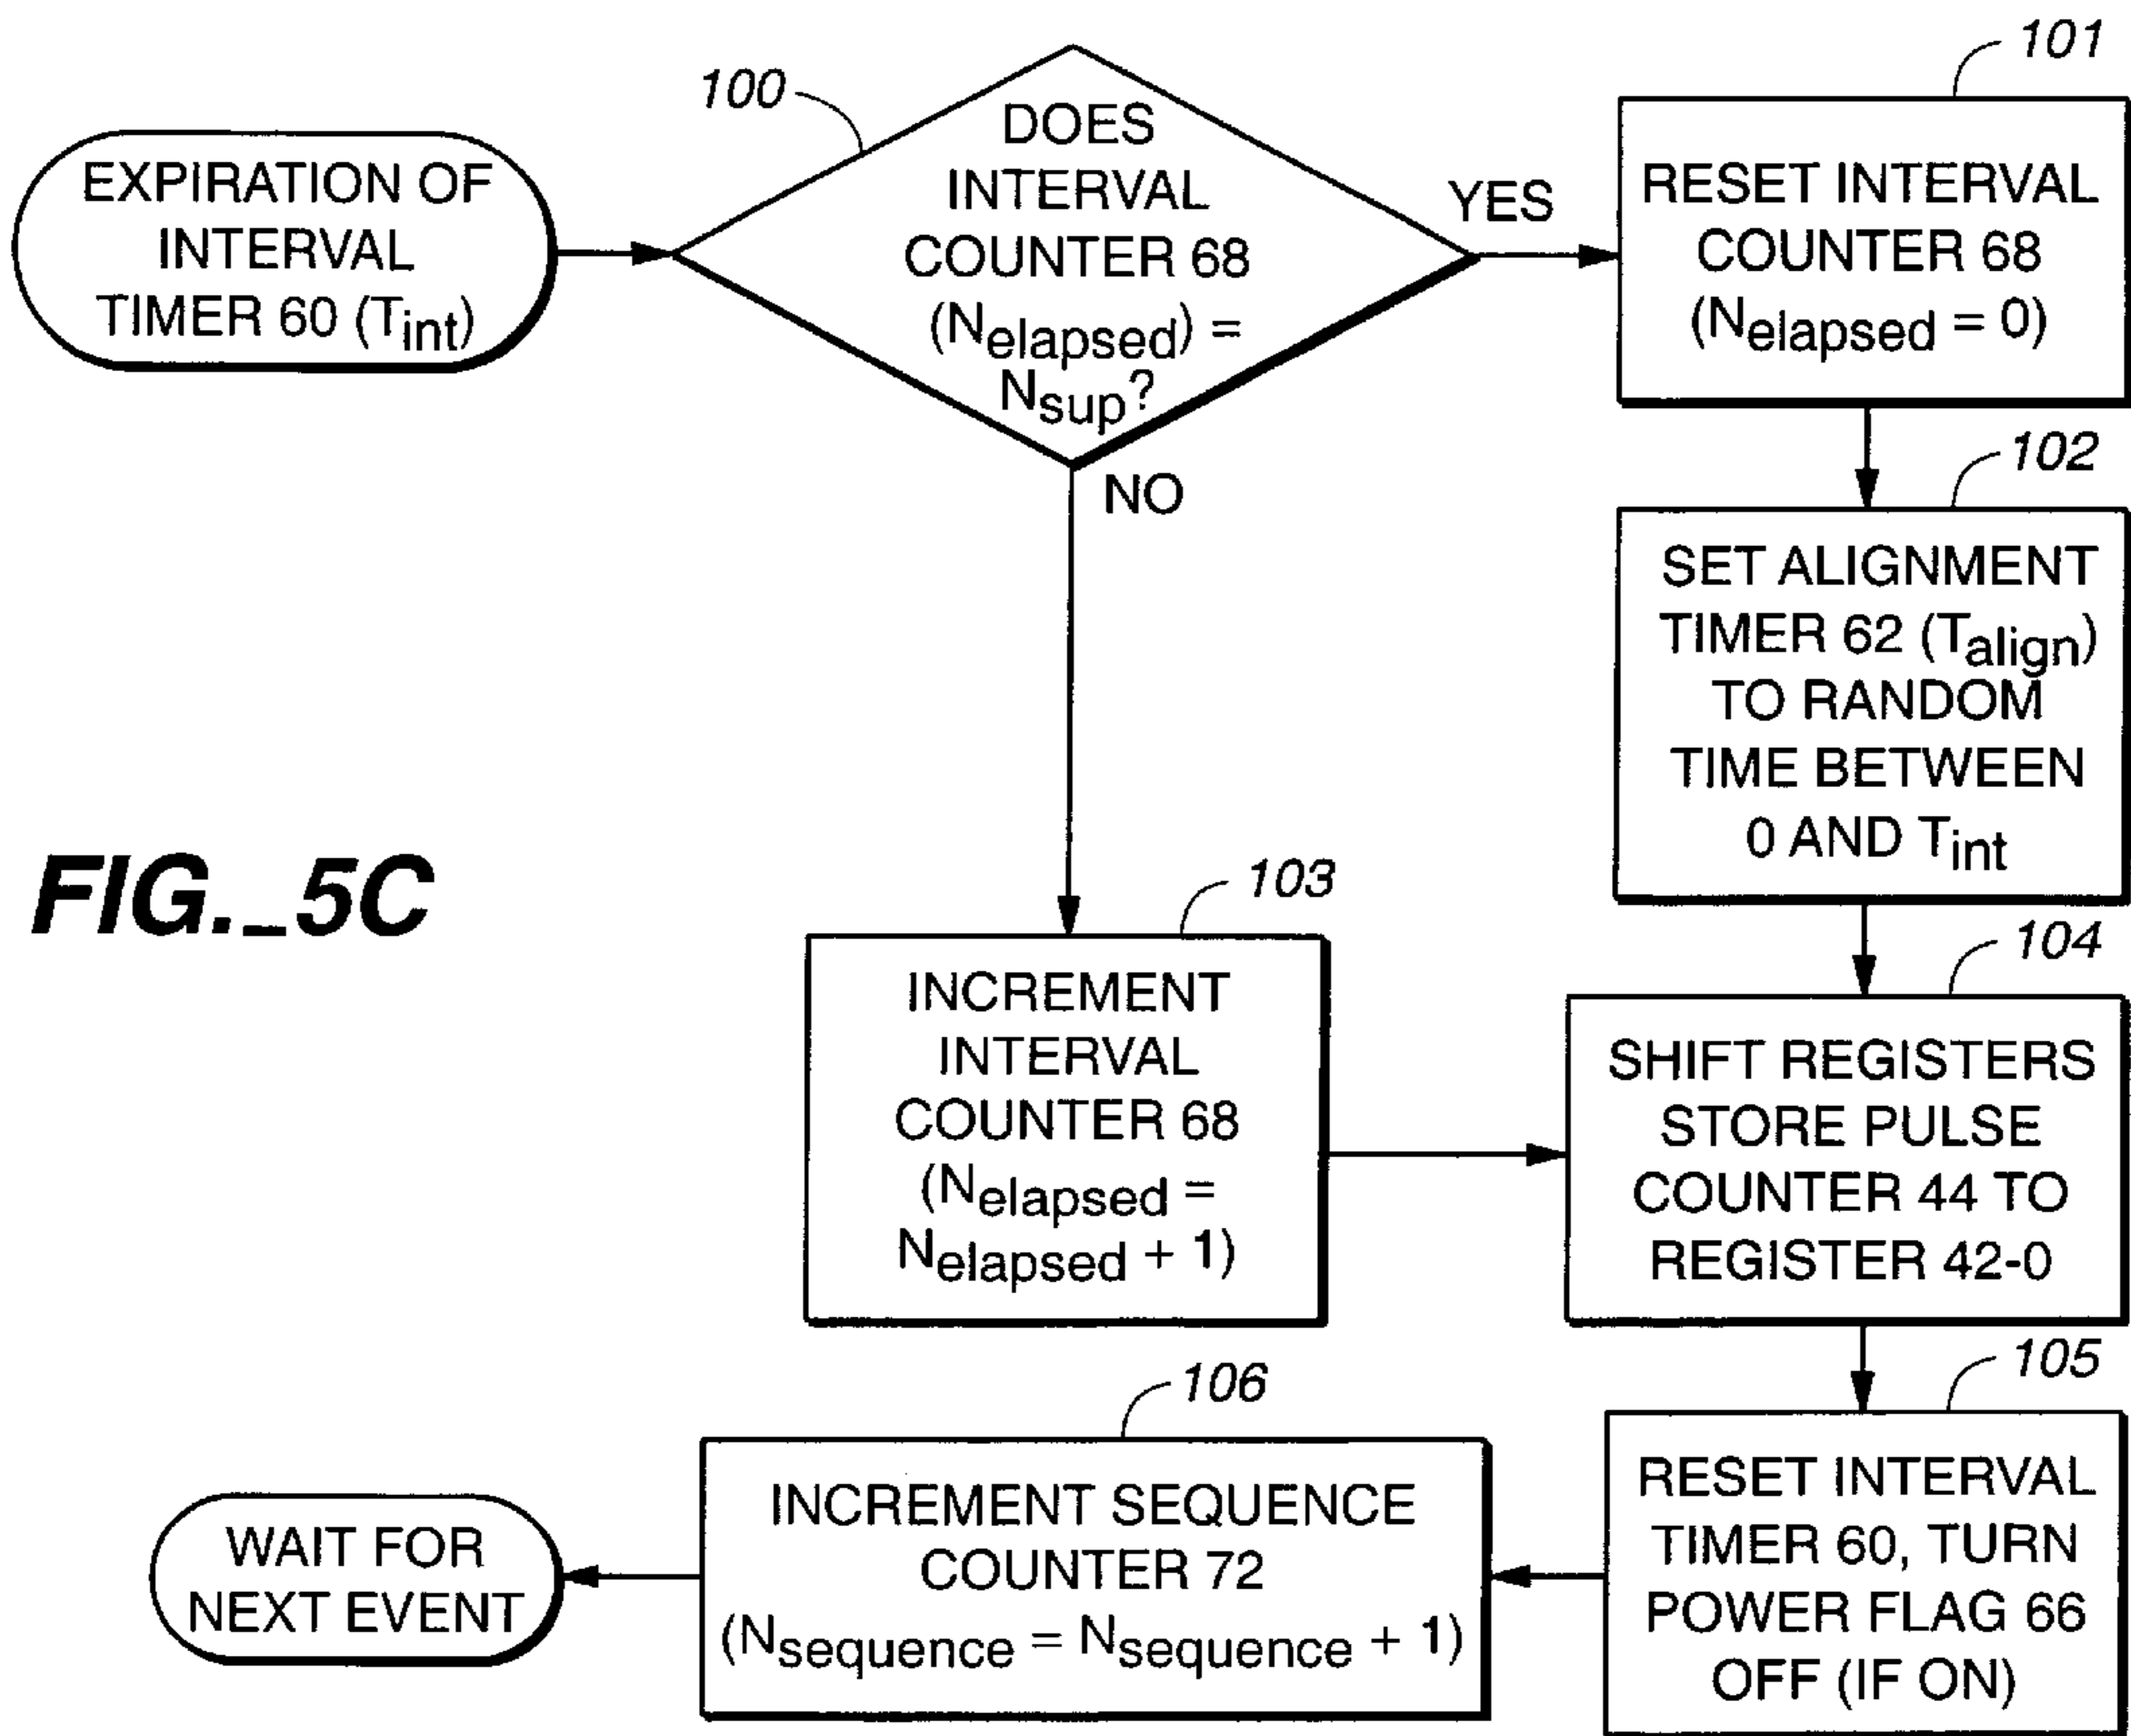 EXPIRATION OF
INTERVAL
TIMER 60 (Tint)
100
DOES
INTERVAL
COUNTER 68
(Nelapsed) =
Nsup?
YES
NO
101
RESET INTERVAL
COUNTER 68
(Nelapsed = 0)
102
SET ALIGNMENT
TIMER 62 (Talign)
TO RANDOM
TIME BETWEEN
0 AND Tint
FIG._5C
103
INCREMENT
INTERVAL
COUNTER 68
(Nelapsed =
Nelapsed + 1)
104
SHIFT REGISTERS
STORE PULSE
COUNTER 44 TO
REGISTER 42-0
105
RESET INTERVAL
TIMER 60, TURN
POWER FLAG 66
OFF (IF ON)
106
INCREMENT SEQUENCE
COUNTER 72
(Nsequence = Nsequence + 1)
WAIT FOR
NEXT EVENT